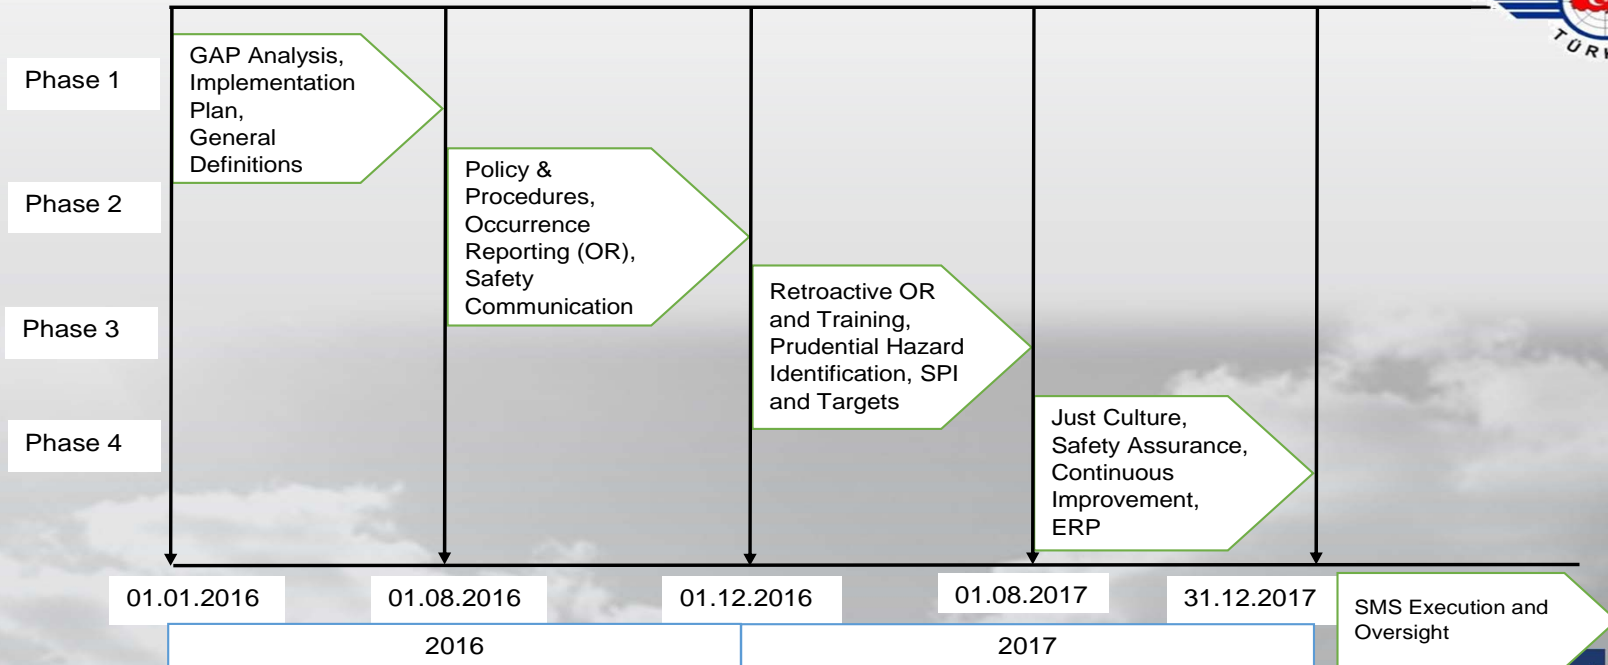 TÜRK
Phase 1
GAP Analysis,
Implementation
Plan,
General
Definitions
Phase 2
Policy &
Procedures,
Occurrence
Reporting (OR),
Safety
Communication
Phase 3
Retroactive OR
and Training,
Prudential Hazard
Identification, SPI
and Targets
Phase 4
Just Culture,
Safety Assurance,
Continuous
Improvement,
ERP
01.01.2016
01.08.2016
01.12.2016
01.08.2017
31.12.2017
SMS Execution and
Oversight
2016
2017